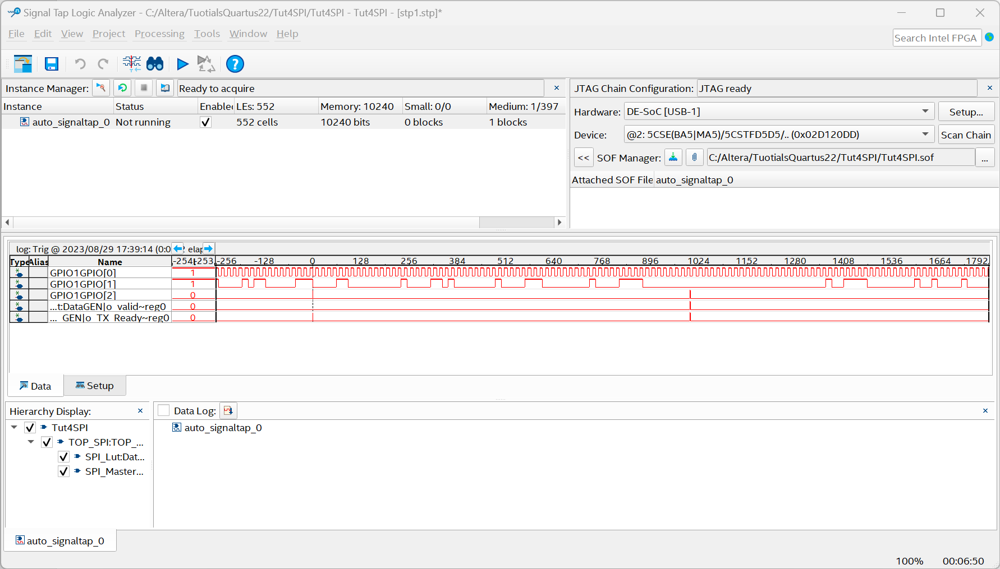 Signal Tap Logic Analyzer - C:/Altera/TuotialsQuartus22/Tut4SPI/Tut4SPI - Tut4SPI - [stp1.stp]*
File Edit View Project Processing Tools Window Help
Search Intel FPGA
Instance Manager: Ready to acquire
JTAG Chain Configuration: JTAG ready
Instance Status Enable LEs: 552 Memory: 10240 Small: 0/0 Medium: 1/397
auto_signaltap_0 Not running 552 cells 10240 bits 0 blocks 1 blocks
Hardware: DE-SoC [USB-1] Setup...
Device: @2: 5CSE(BA5|MA5)/5CSTFD5D5/.. (0x02D120DD) Scan Chain
<< SOF Manager: C:/Altera/TuotialsQuartus22/Tut4SPI/Tut4SPI.sof ...
Attached SOF File auto_signaltap_0
log: Trig @ 2023/08/29 17:39:14 (0:0 2 elap
Type Alias Name -254 -253 -256 -128 0 128 256 384 512 640 768 896 1024 1152 1280 1408 1536 1664 1792
GPIO1GPIO[0] 1
GPIO1GPIO[1] 1
GPIO1GPIO[2] 0
...t:DataGEN|o_valid~reg0 0
..._GEN|o_TX_Ready~reg0 0
Data Setup
Hierarchy Display:
Tut4SPI
TOP_SPI:TOP_...
SPI_Lut:Dat...
SPI_Master...
Data Log:
auto_signaltap_0
auto_signaltap_0
100% 00:06:50